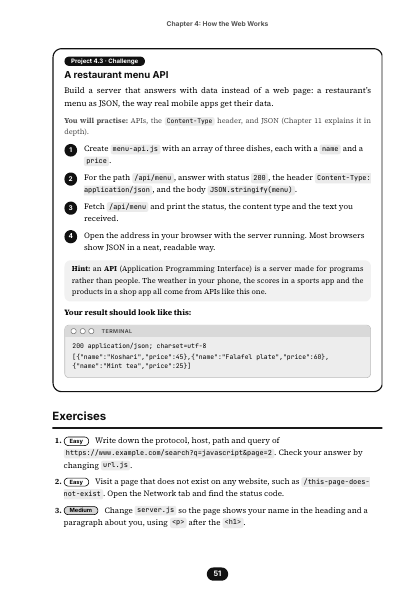 Chapter 4: How the Web Works
Project 4.3 · Challenge
A restaurant menu API
Build a server that answers with data instead of a web page: a restaurant's
menu as JSON, the way real mobile apps get their data.
You will practise: APIs, the Content-Type header, and JSON (Chapter 11 explains it in
depth).
1 Create menu-api.js with an array of three dishes, each with a name and a
price.
2 For the path /api/menu, answer with status 200, the header Content-Type:
application/json, and the body JSON.stringify(menu).
3 Fetch /api/menu and print the status, the content type and the text you
received.
4 Open the address in your browser with the server running. Most browsers
show JSON in a neat, readable way.
Hint: an API (Application Programming Interface) is a server made for programs
rather than people. The weather in your phone, the scores in a sports app and the
products in a shop app all come from APIs like this one.
Your result should look like this:
TERMINAL
200 application/json; charset=utf-8
[{"name":"Koshari","price":45},{"name":"Falafel plate","price":60},
{"name":"Mint tea","price":25}]
Exercises
1. Easy Write down the protocol, host, path and query of
https://www.example.com/search?q=javascript&page=2. Check your answer by
changing url.js.
2. Easy Visit a page that does not exist on any website, such as /this-page-does-
not-exist. Open the Network tab and find the status code.
3. Medium Change server.js so the page shows your name in the heading and a
paragraph about you, using <p> after the <h1>.
51